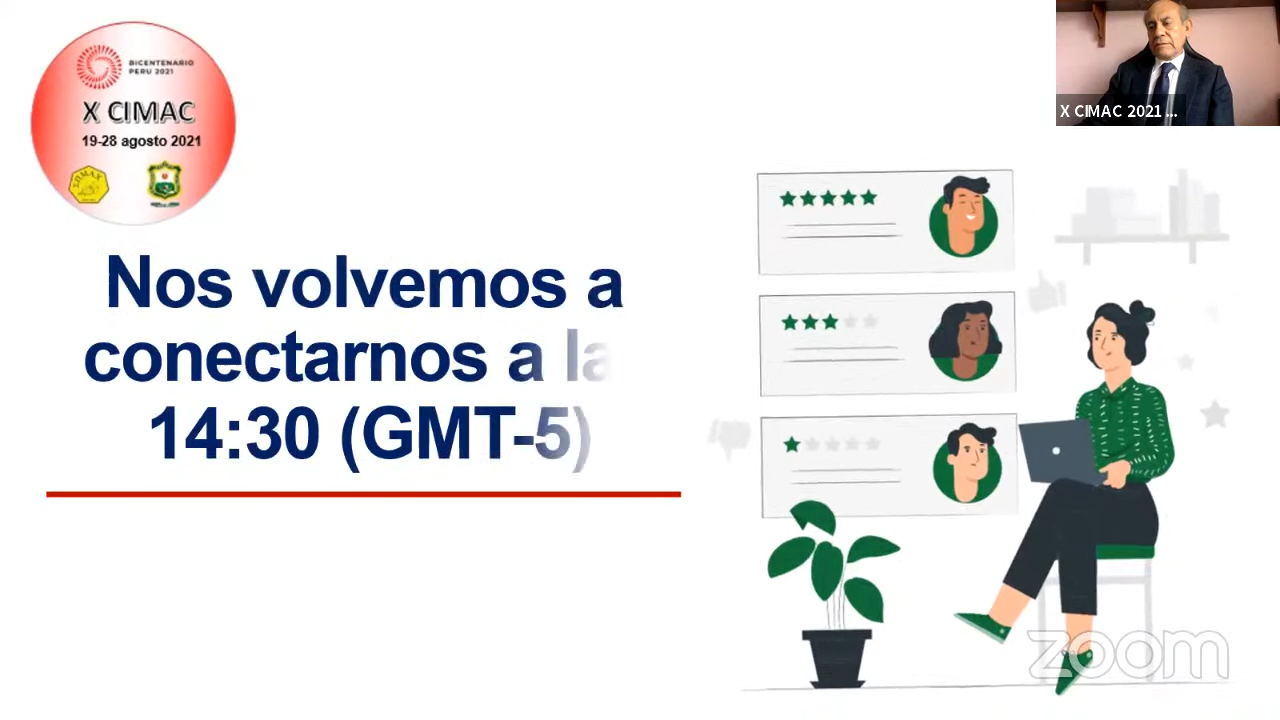 BICENTENARIO
PERU 2021
X CIMAC
19-28 agosto 2021
X CIMAC 2021 ...
Nos volvemos a
conectarnos a la
14:30 (GMT-5)
zoom